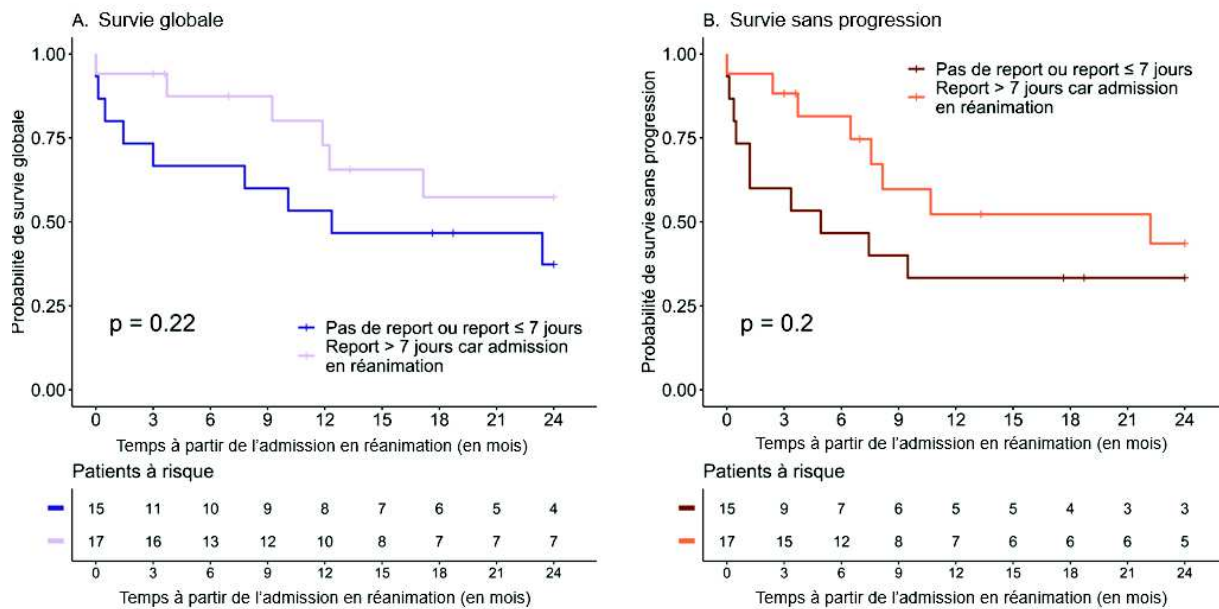 A. Survie globale
1.00
0.75
0.50
0.25
0.00
Probabilité de survie globale
p = 0.22
Pas de report ou report ≤ 7 jours
Report > 7 jours car admission
en réanimation
0 3 6 9 12 15 18 21 24
Temps à partir de l'admission en réanimation (en mois)
Patients à risque
15 11 10 9 8 7 6 5 4
17 16 13 12 10 8 7 7 7
0 3 6 9 12 15 18 21 24
Temps à partir de l'admission en réanimation (en mois)
B. Survie sans progression
1.00
0.75
0.50
0.25
0.00
Probabilité de survie sans progression
Pas de report ou report ≤ 7 jours
Report > 7 jours car admission
en réanimation
p = 0.2
0 3 6 9 12 15 18 21 24
Temps à partir de l'admission en réanimation (en mois)
Patients à risque
15 9 7 6 5 5 4 3 3
17 15 12 8 7 6 6 6 5
0 3 6 9 12 15 18 21 24
Temps à partir de l'admission en réanimation (en mois)